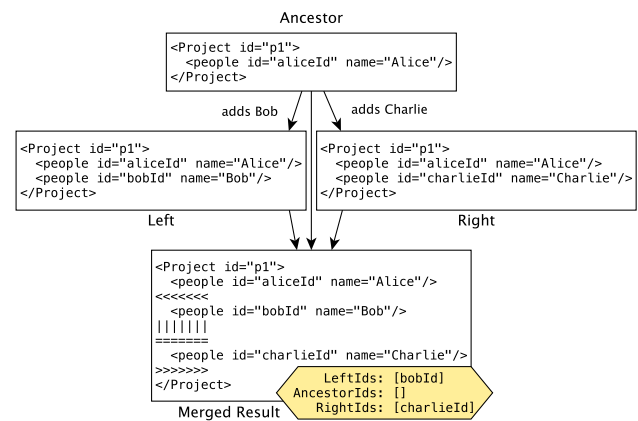 Ancestor
<Project id="p1">
  <people id="aliceId" name="Alice"/>
</Project>
adds Bob
adds Charlie
<Project id="p1">
  <people id="aliceId" name="Alice"/>
  <people id="bobId" name="Bob"/>
</Project>
<Project id="p1">
  <people id="aliceId" name="Alice"/>
  <people id="charlieId" name="Charlie"/>
</Project>
Left
Right
<Project id="p1">
  <people id="aliceId" name="Alice"/>
<<<<<<<
  <people id="bobId" name="Bob"/>
|||||||
=======
  <people id="charlieId" name="Charlie"/>
>>>>>>>
</Project>
LeftIds: [bobId]
AncestorIds: []
RightIds: [charlieId]
Merged Result